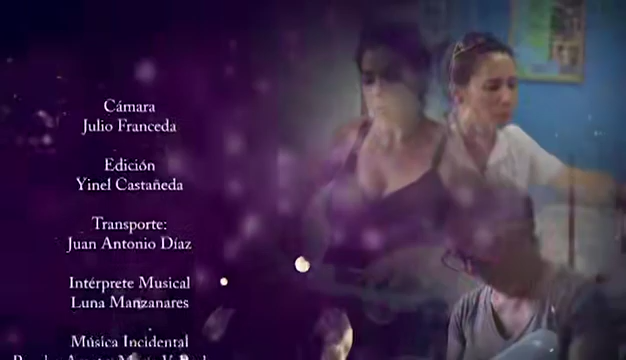 Cámara
Julio Franceda
Edición
Yinel Castañeda
Transporte:
Juan Antonio Díaz
Intérprete Musical
Luna Manzanares
Música Incidental